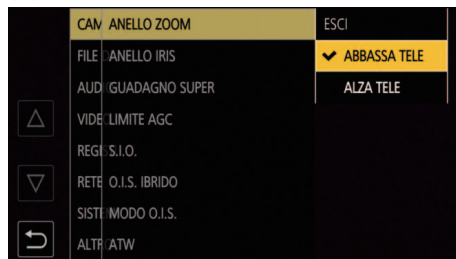 CAM ANELLO ZOOM ESCI
FILE ANELLO IRIS ABBASSA TELE
AUD GUADAGNO SUPER ALZA TELE
VIDE LIMITE AGC
REGI S.I.O.
RETE O.I.S. IBRIDO
SISTE MODO O.I.S.
ALTR ATW